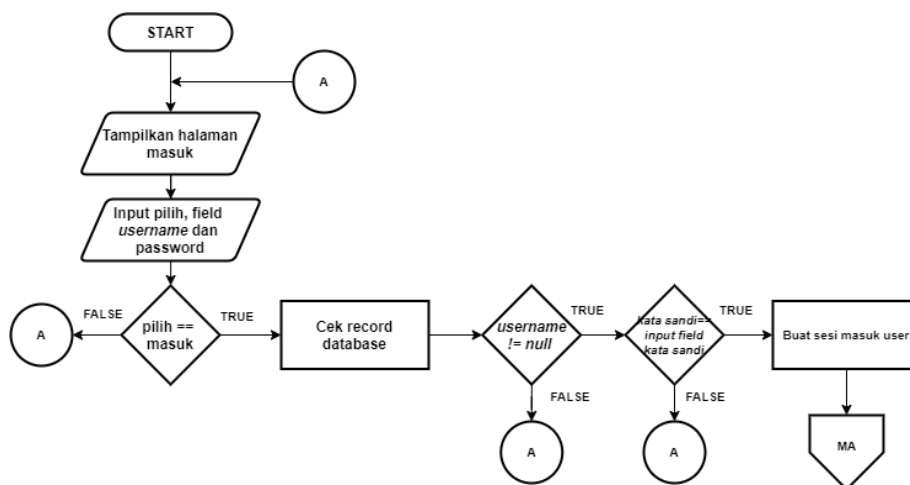 START
A
Tampilkan halaman
masuk
Input pilih, field
username dan
password
FALSE
A
pilih ==
masuk
TRUE
Cek record
database
username
!= null
TRUE
FALSE
A
kata sandi==
input field
kata sandi
TRUE
FALSE
A
Buat sesi masuk user
MA